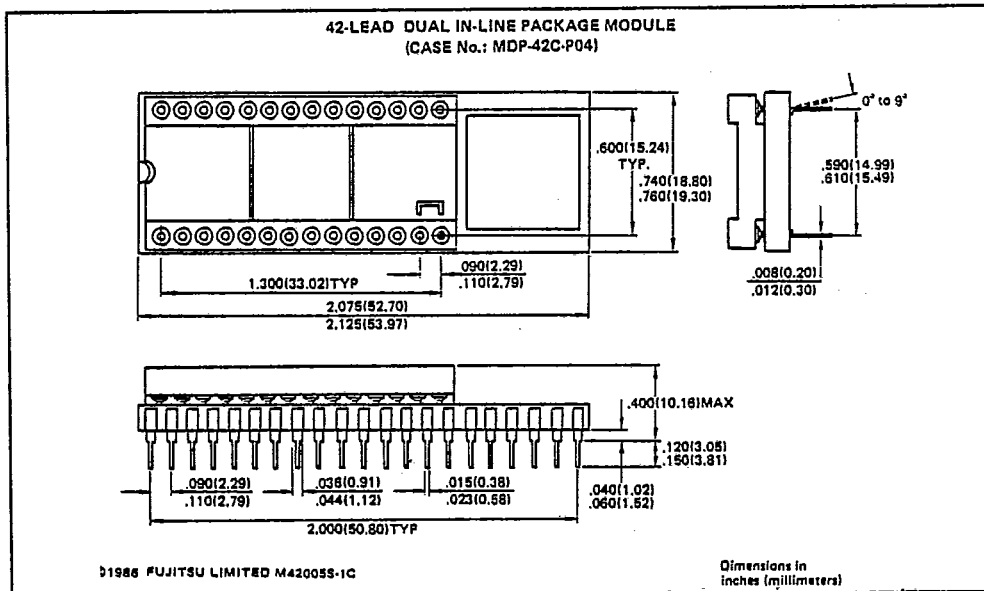 42-LEAD DUAL IN-LINE PACKAGE MODULE
(CASE No.: MDP-42C-P04)
0° to 9°
.600(15.24)
TYP.
.740(18.80)
.760(19.30)
.590(14.99)
.610(15.49)
.090(2.29)
.110(2.79)
1.300(33.02)TYP
.008(0.20)
.012(0.30)
2.075(52.70)
2.125(53.97)
.400(10.16)MAX
.120(3.05)
.150(3.81)
.090(2.29)
.110(2.79)
.036(0.91)
.044(1.12)
.015(0.38)
.023(0.58)
.040(1.02)
.060(1.52)
2.000(50.80)TYP
1986 FUJITSU LIMITED M42005S-1C
Dimensions in
inches (millimeters)